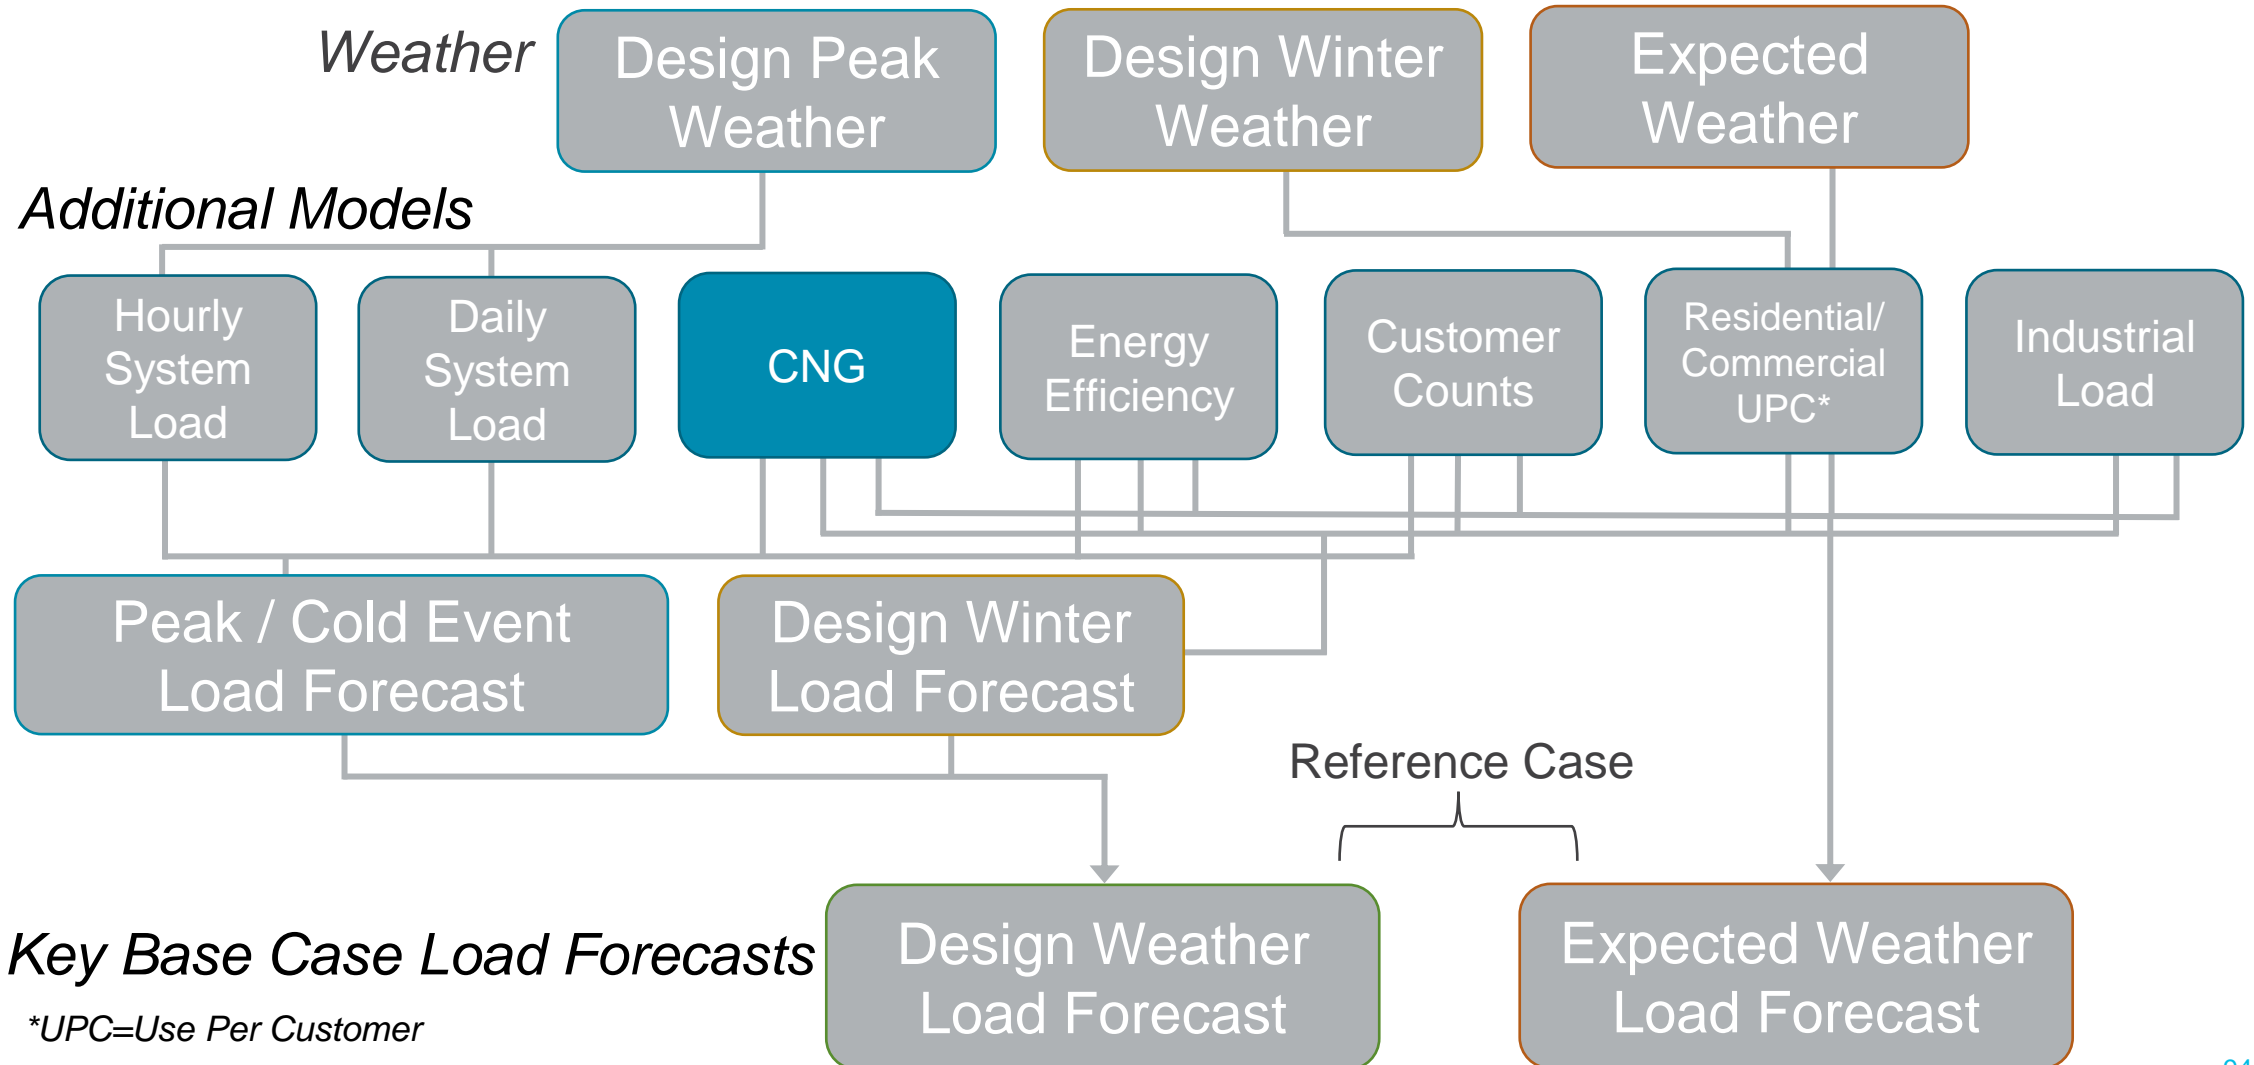 Weather
Design Peak
Weather
Design Winter
Weather
Expected
Weather
Additional Models
Hourly
System
Load
Daily
System
Load
CNG
Energy
Efficiency
Customer
Counts
Residential/
Commercial
UPC*
Industrial
Load
Peak / Cold Event
Load Forecast
Design Winter
Load Forecast
Reference Case
Key Base Case Load Forecasts
Design Weather
Load Forecast
Expected Weather
Load Forecast
*UPC=Use Per Customer